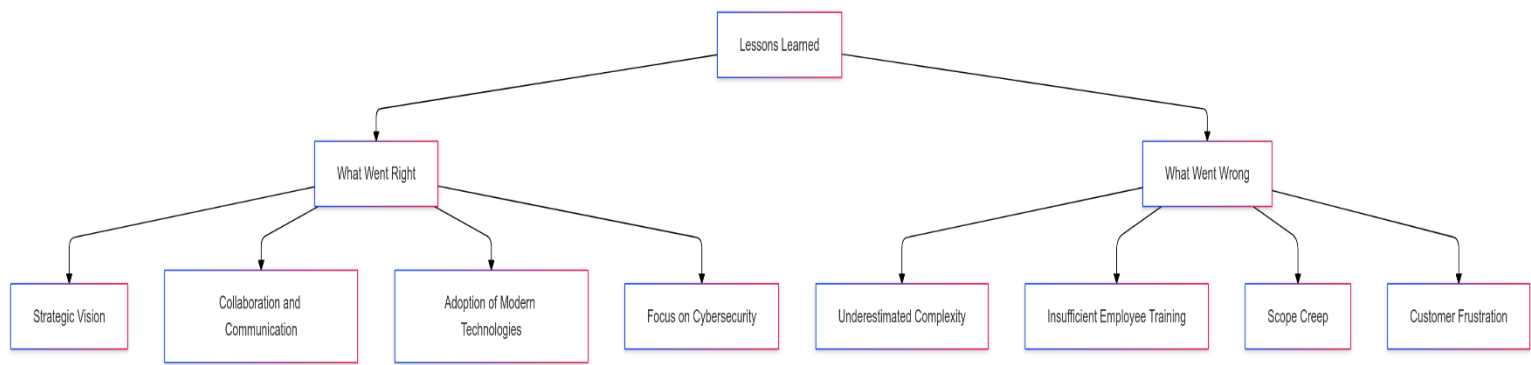 Lessons Learned
What Went Right
What Went Wrong
Strategic Vision
Collaboration and
Communication
Adoption of Modern
Technologies
Focus on Cybersecurity
Underestimated Complexity
Insufficient Employee Training
Scope Creep
Customer Frustration